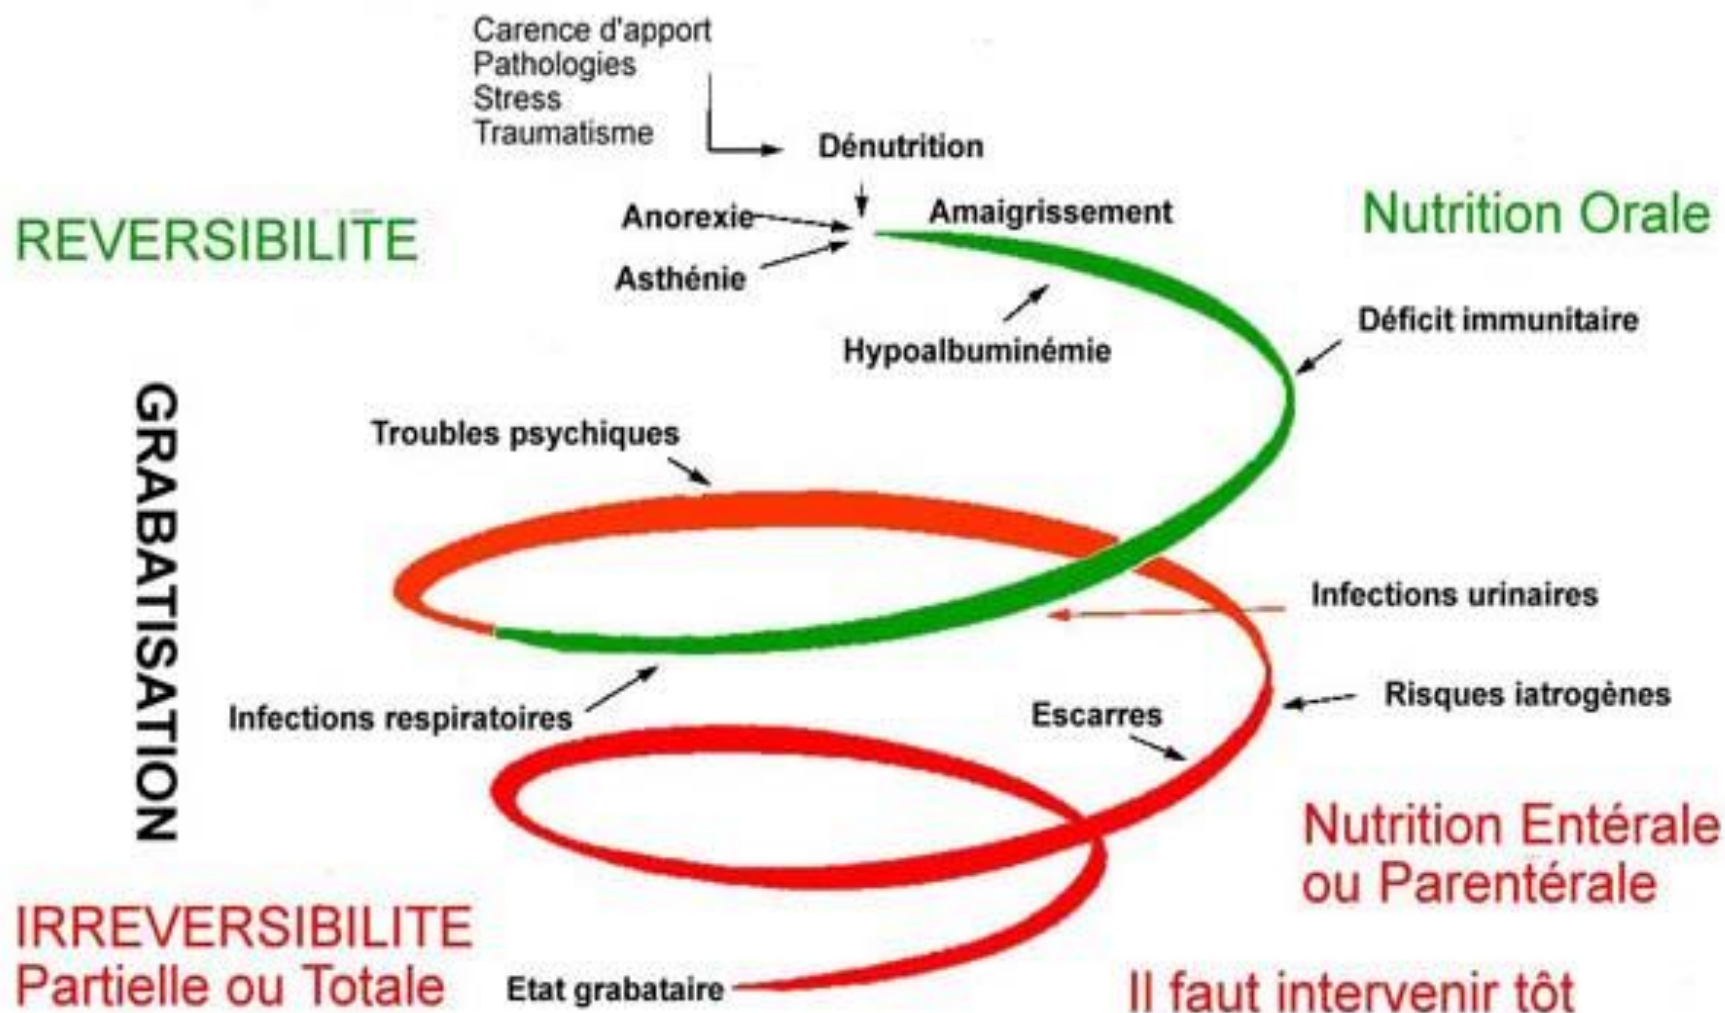 Carence d'apport
Pathologies
Stress
Traumatisme
Dénutrition
Anorexie
Amaigrissement
Asthénie
REVERSIBILITE
Nutrition Orale
Hypoalbuminémie
Déficit immunitaire
GRABATISATION
Troubles psychiques
Infections urinaires
Infections respiratoires
Escarres
Risques iatrogènes
Nutrition Entérale
ou Parentérale
IRREVERSIBILITE
Partielle ou Totale
Etat grabataire
Il faut intervenir tôt